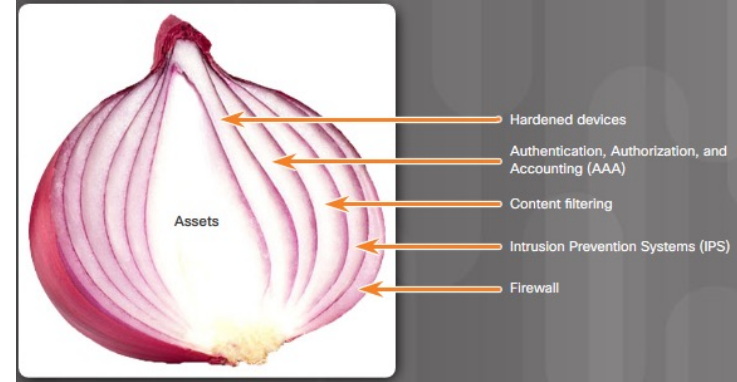 Hardened devices
Authentication, Authorization, and
Accounting (AAA)
Content filtering
Assets
Intrusion Prevention Systems (IPS)
Firewall